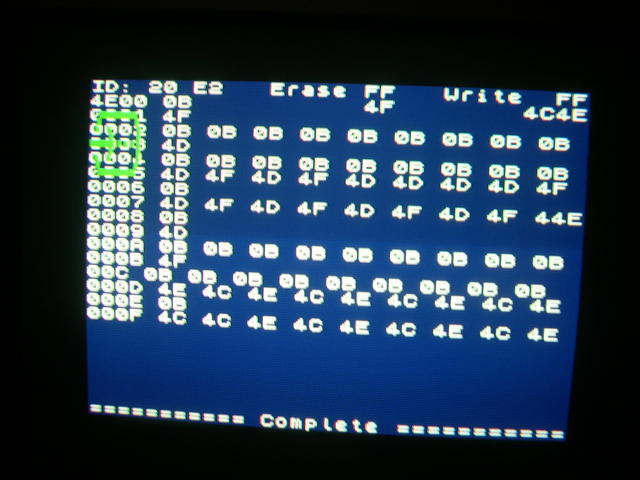 ID: 20 E2 Erase FF Write FF
4E00 0B 4F 4C4E
4F
0B 0B 0B 0B 0B 0B 0B 0B 0B
4D
0B 0B 0B 0B 0B 0B 0B 0B 0B
4D 4F 4D 4F 4D 4D 4D 4D 4F
0006 0B
0007 4D 4F 4D 4F 4D 4F 4D 4F 44E
0008 0B
0009 4D
000A 0B 0B 0B 0B 0B 0B 0B 0B 0B
000B 4F
00C 0B 0B 0B 0B 0B 0B 0B 0B 0B
000D 4E 4C 4E 4C 4E 4C 4E 4C 4E
000E 0B
000F 4C 4C 4E 4C 4E 4C 4E 4C 4E
=========== Complete ===========